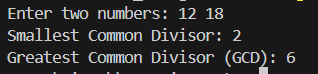 Enter two numbers: 12 18
Smallest Common Divisor: 2
Greatest Common Divisor (GCD): 6